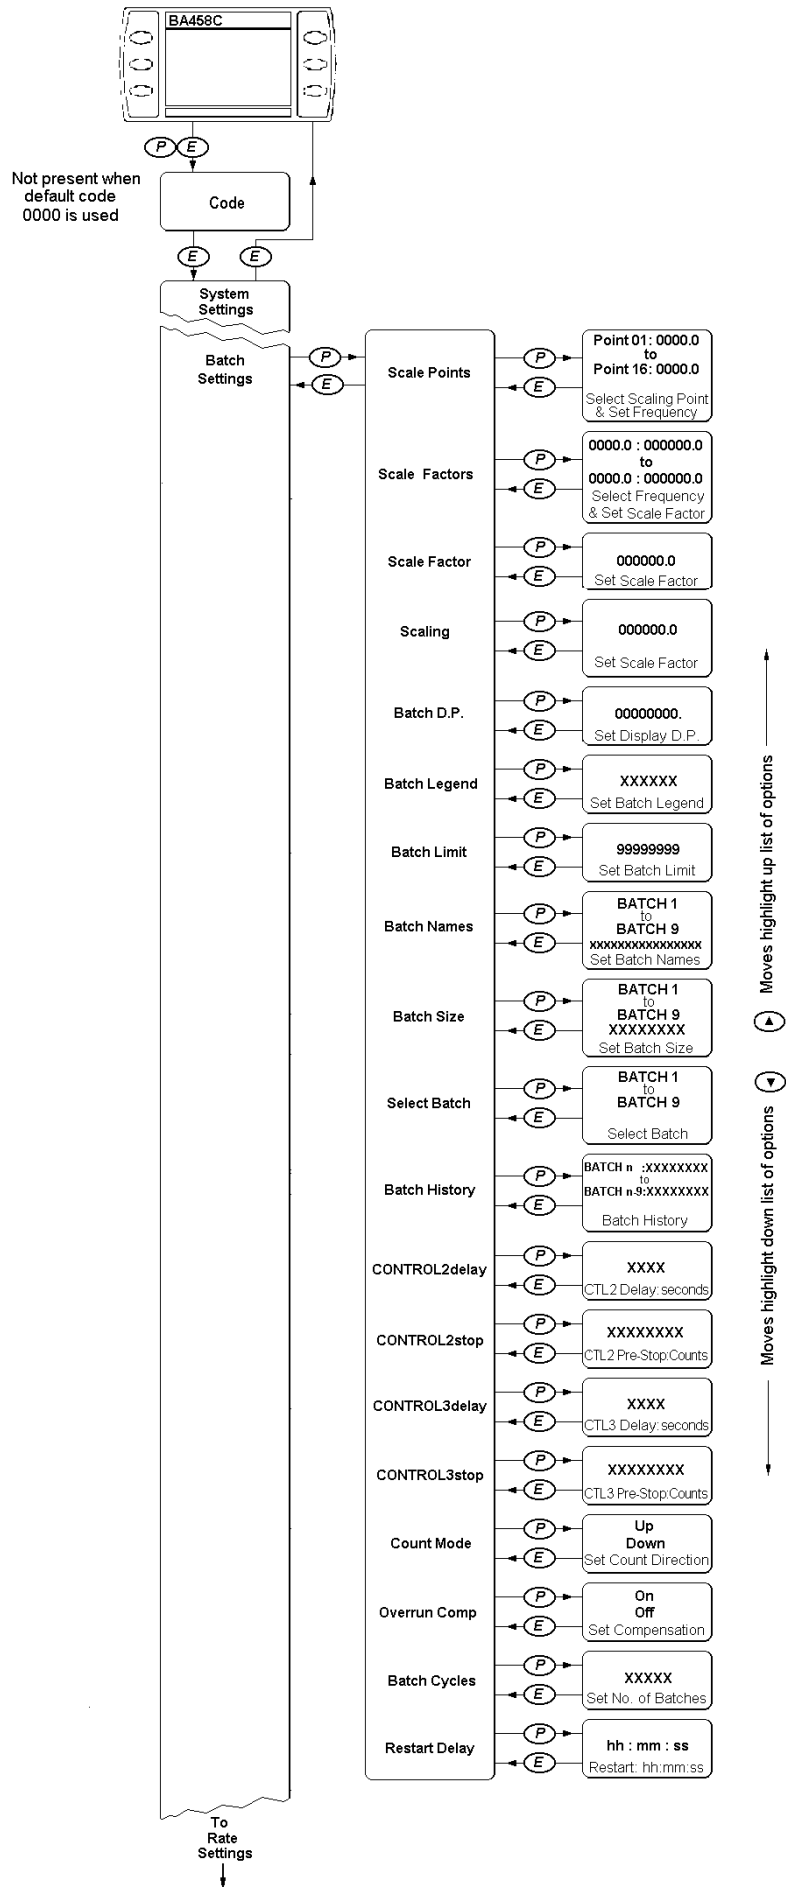 BA458C
P E
Not present when
default code
0000 is used
Code
E E
System
Settings
Batch
Settings
P
E
Scale Points
P
E
Point 01: 0000.0
to
Point 16: 0000.0
Select Scaling Point
& Set Frequency
Scale Factors
P
E
0000.0 : 000000.0
to
0000.0 : 000000.0
Select Frequency
& Set Scale Factor
Scale Factor
P
E
000000.0
Set Scale Factor
Scaling
P
E
000000.0
Set Scale Factor
Batch D.P.
P
E
00000000.
Set Display D.P.
Batch Legend
P
E
XXXXXX
Set Batch Legend
Batch Limit
P
E
99999999
Set Batch Limit
Batch Names
P
E
BATCH 1
to
BATCH 9
XXXXXXXXXXXXXXXX
Set Batch Names
Batch Size
P
E
BATCH 1
to
BATCH 9
XXXXXXXX
Set Batch Size
Select Batch
P
E
BATCH 1
to
BATCH 9
Select Batch
Batch History
P
E
BATCH n :XXXXXXXX
to
BATCH n-9:XXXXXXXX
Batch History
CONTROL2delay
P
E
XXXX
CTL2 Delay:seconds
CONTROL2stop
P
E
XXXXXXXX
CTL2 Pre-Stop:Counts
CONTROL3delay
P
E
XXXX
CTL3 Delay:seconds
CONTROL3stop
P
E
XXXXXXXX
CTL3 Pre-Stop:Counts
Count Mode
P
E
Up
Down
Set Count Direction
Overrun Comp
P
E
On
Off
Set Compensation
Batch Cycles
P
E
XXXXX
Set No. of Batches
Restart Delay
P
E
hh : mm : ss
Restart: hh:mm:ss
To
Rate
Settings
Moves highlight up list of options
Moves highlight down list of options